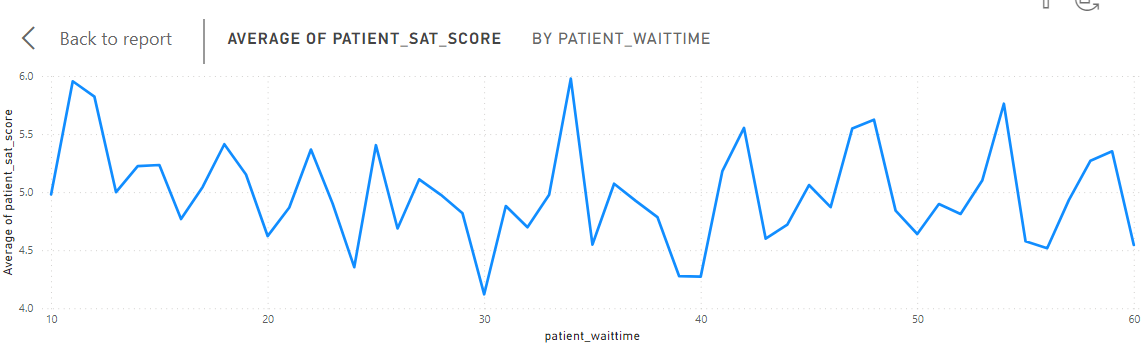 Back to report
AVERAGE OF PATIENT_SAT_SCORE BY PATIENT_WAITTIME
6.0
5.5
5.0
4.5
4.0
Average of patient_sat_score
10 20 30 40 50 60
patient_waittime